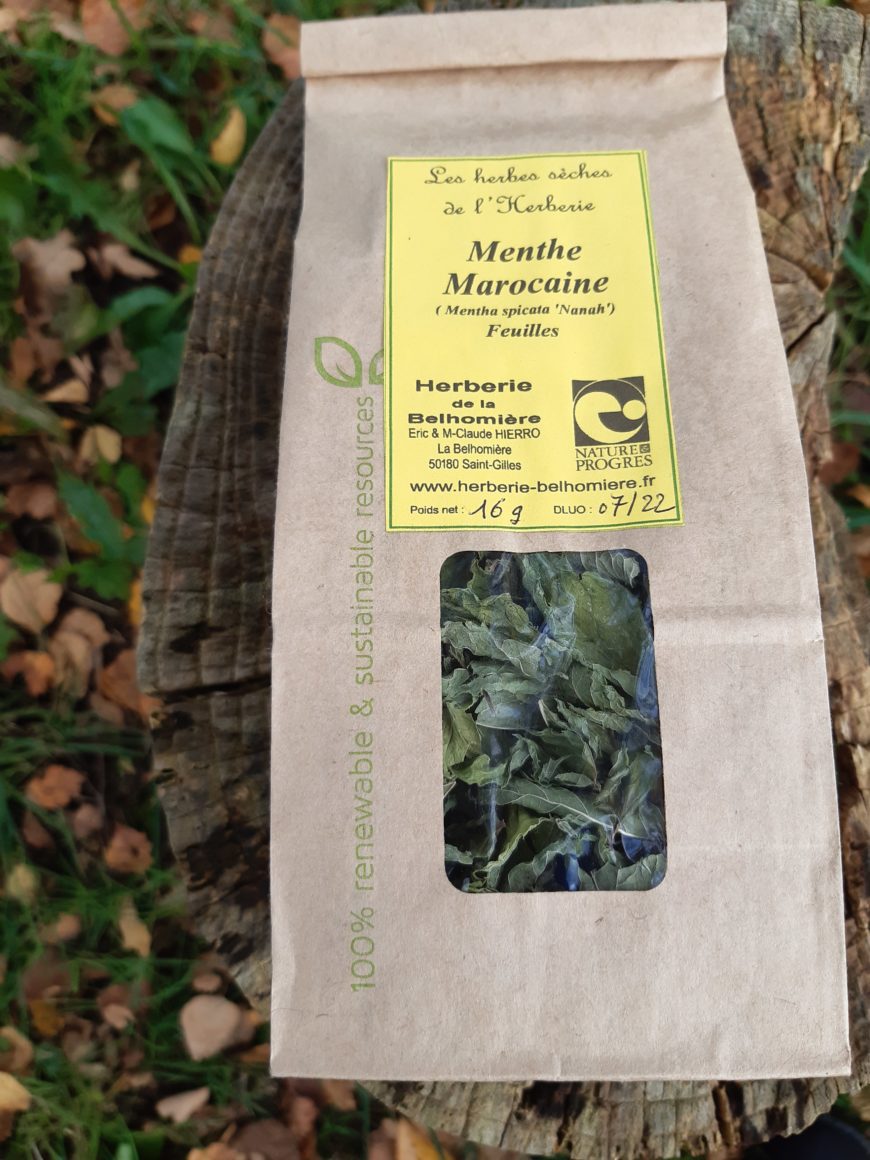 Les herbes sèches
de l'Herberie
Menthe
Marocaine
( Mentha spicata 'Nanah')
Feuilles
Herberie
de la
Belhomière
Eric & M-Claude HIERRO
La Belhomière
50180 Saint-Gilles
NATURE &
PROGRES
www.herberie-belhomiere.fr
Poids net : 16 g DLUO : 07/22
100% renewable & sustainable resources